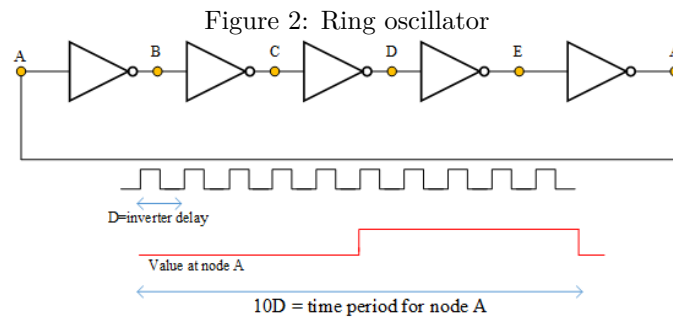 Figure 2: Ring oscillator
A B C D E A
D=inverter delay
Value at node A
10D = time period for node A